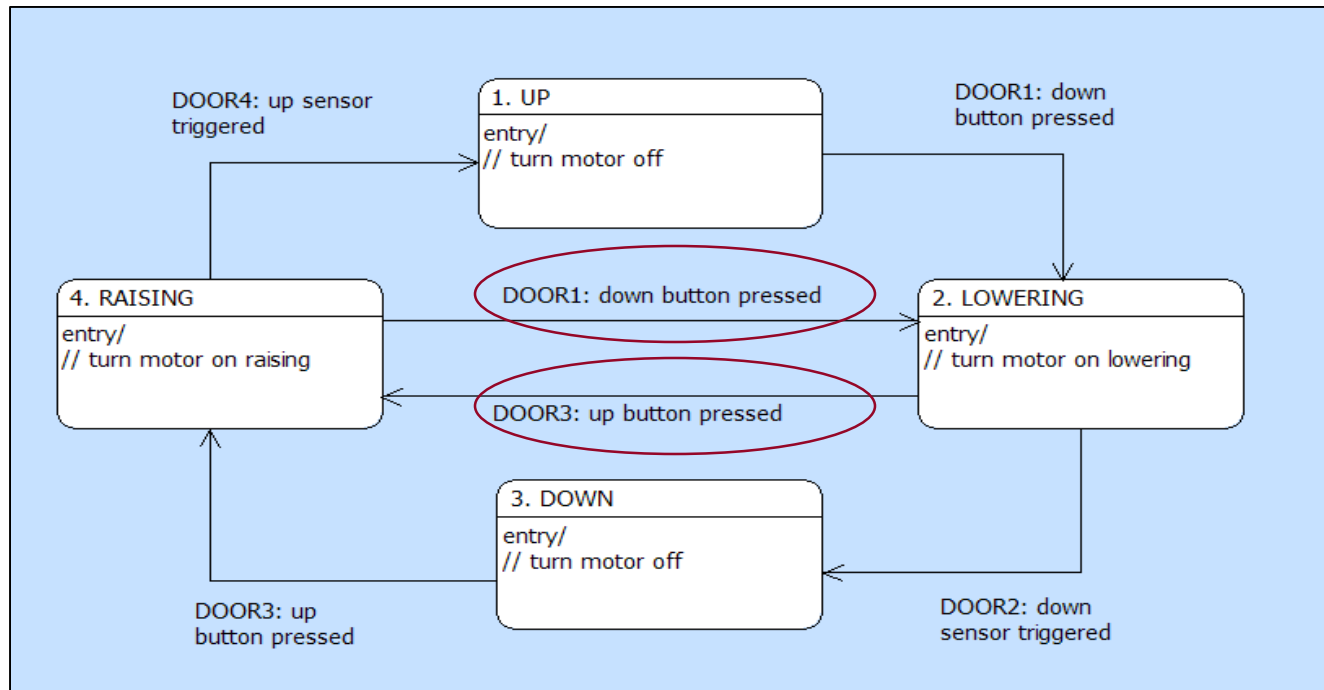 DOOR4: up sensor
triggered
1. UP
entry/
// turn motor off
DOOR1: down
button pressed
4. RAISING
entry/
// turn motor on raising
DOOR1: down button pressed
DOOR3: up button pressed
2. LOWERING
entry/
// turn motor on lowering
3. DOWN
entry/
// turn motor off
DOOR3: up
button pressed
DOOR2: down
sensor triggered